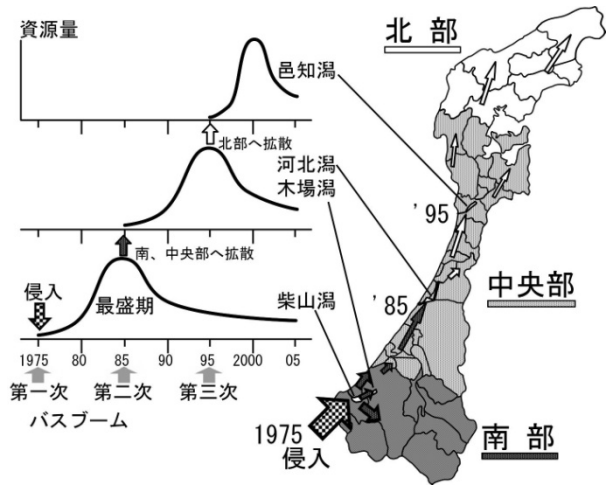 資源量
邑知潟
北部
北部へ拡散
河北潟
木場潟
'95
南、中央部へ拡散
侵入
最盛期
柴山潟
'85
中央部
1975 80 85 90 95 2000 05
第一次 第二次 第三次
バスブーム
1975
侵入
南部